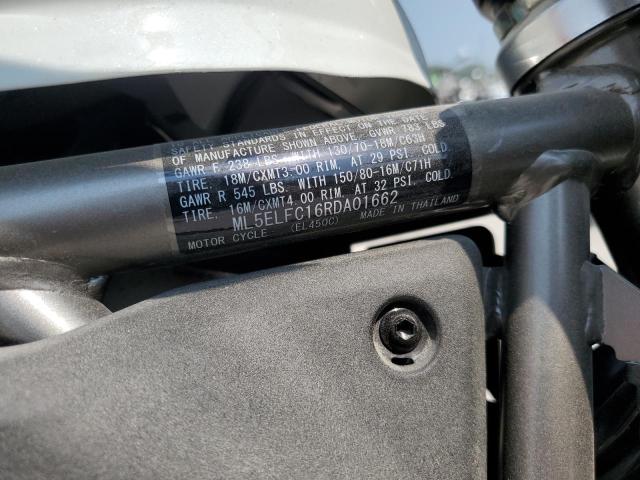 SAFETY STANDARDS IN EFFECT ON THE DATE
OF MANUFACTURE SHOWN ABOVE. GVWR 783 LBS
GAWR F 238 LBS. WITH 130/70-18M/C63H
TIRE, 18M/CXMT3.00 RIM, AT 29 PSI. COLD
GAWR R 545 LBS. WITH 150/80-16M/C71H
TIRE, 16M/CXMT4.00 RIM, AT 32 PSI. COLD.
ML5ELFC16RDA01662
MOTOR CYCLE (EL450C) MADE IN THAILAND